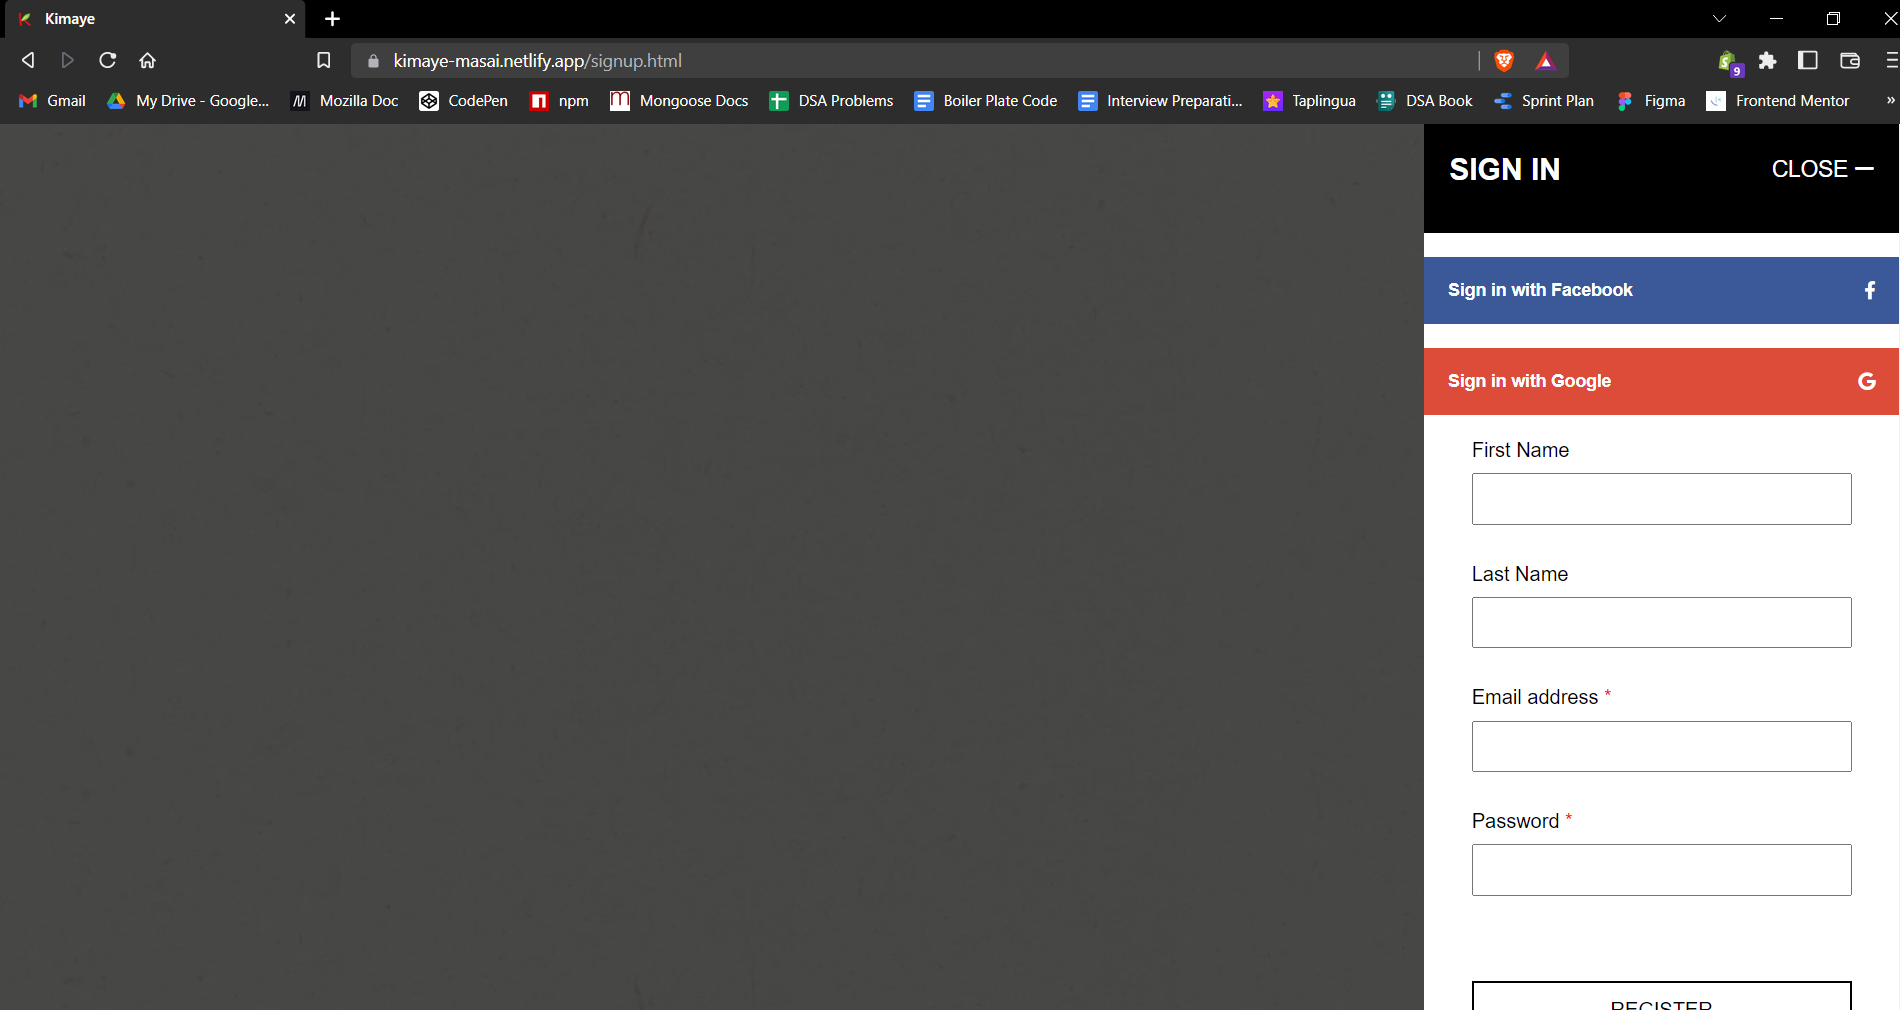 Kimaye
kimaye-masai.netlify.app/signup.html
9
Gmail My Drive - Google... Mozilla Doc CodePen npm Mongoose Docs DSA Problems Boiler Plate Code Interview Preparati... Taplingua DSA Book Sprint Plan Figma Frontend Mentor »
SIGN IN CLOSE
Sign in with Facebook
Sign in with Google
First Name
Last Name
Email address *
Password *
REGISTER